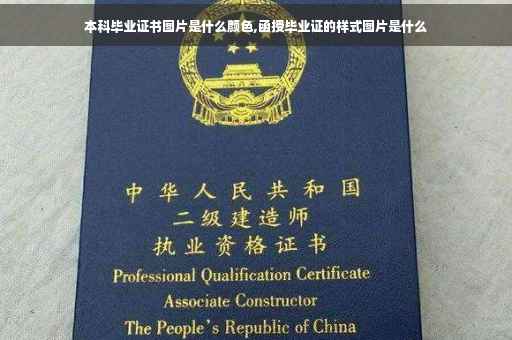 本科毕业证书图片是什么颜色,函授毕业证的样式图片是什么
中华人民共和国
二级建造师
执业资格证书
Professional Qualification Certificate
Associate Constructor
The People's Republic of China